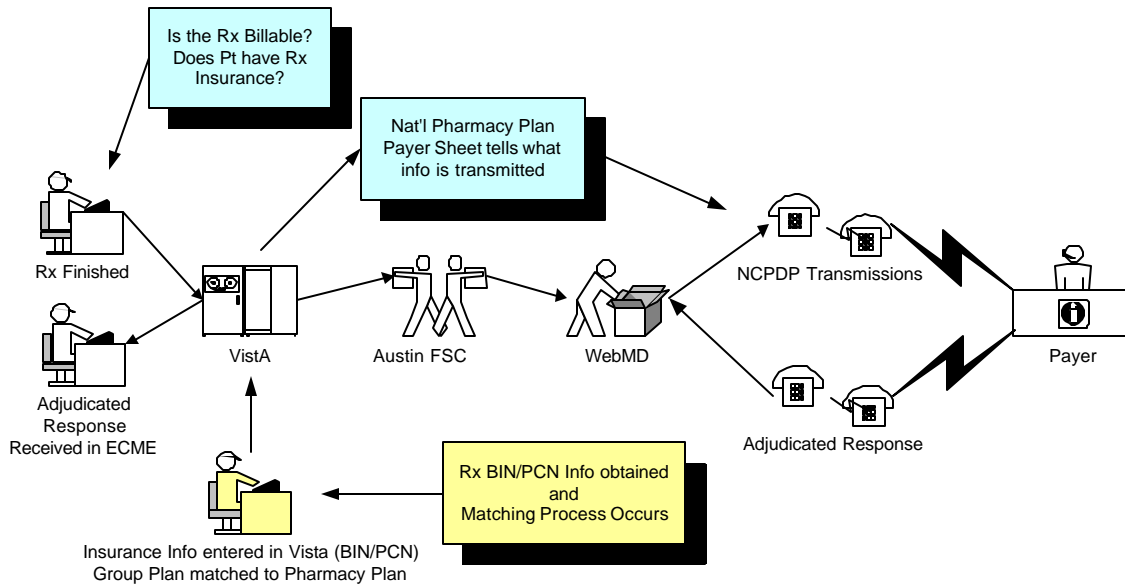 Is the Rx Billable?
Does Pt have Rx
Insurance?
Nat'l Pharmacy Plan
Payer Sheet tells what
info is transmitted
Rx Finished
NCPDP Transmissions
VistA
Austin FSC
WebMD
Payer
Adjudicated
Response
Received in ECME
Adjudicated Response
Rx BIN/PCN Info obtained
and
Matching Process Occurs
Insurance Info entered in Vista (BIN/PCN)
Group Plan matched to Pharmacy Plan